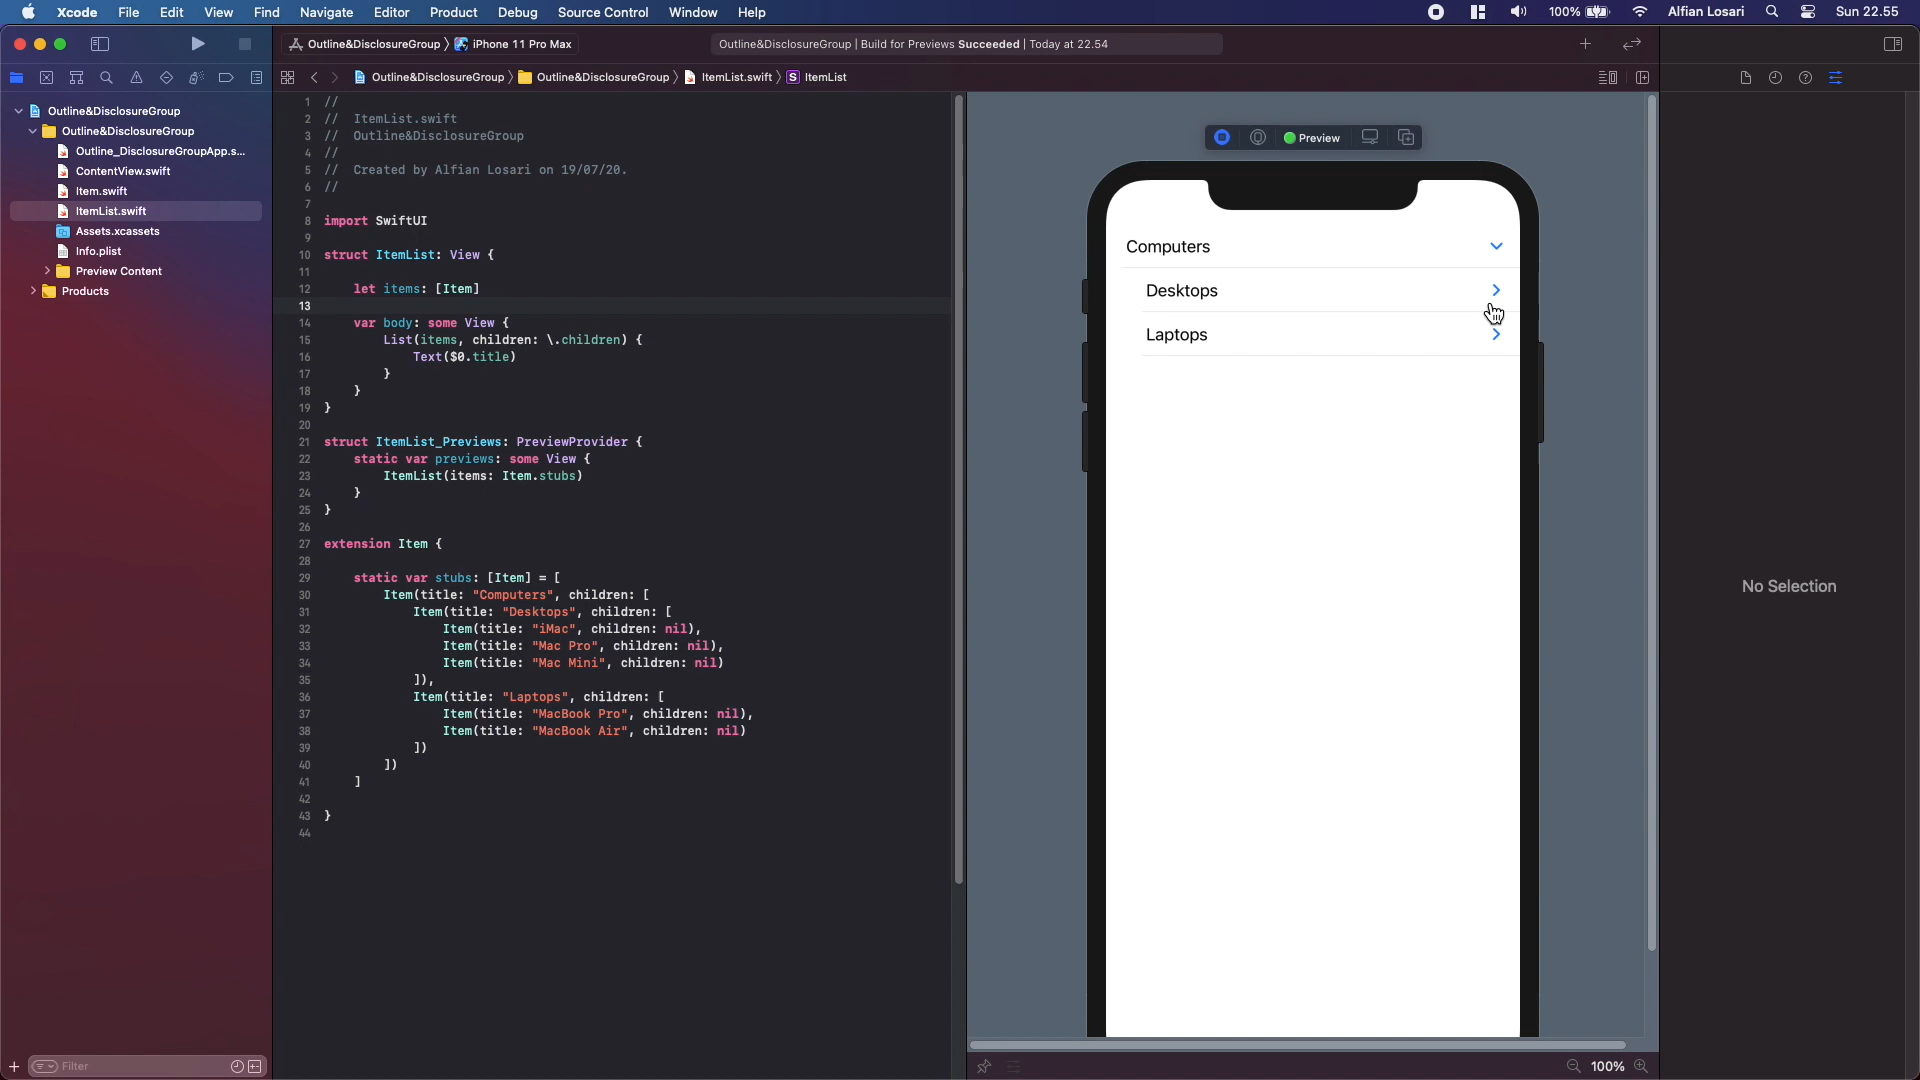 Xcode File Edit View Find Navigate Editor Product Debug Source Control Window Help 100% Alfian Losari Sun 22.55
Outline&DisclosureGroup iPhone 11 Pro Max Outline&DisclosureGroup | Build for Previews Succeeded | Today at 22.54
Outline&DisclosureGroup Outline&DisclosureGroup ItemList.swift S ItemList
Outline&DisclosureGroup
Outline&DisclosureGroup
Outline_DisclosureGroupApp.s...
ContentView.swift
Item.swift
ItemList.swift
Assets.xcassets
Info.plist
Preview Content
Products
Filter
1 //
2 // ItemList.swift
3 // Outline&DisclosureGroup
4 //
5 // Created by Alfian Losari on 19/07/20.
6 //
7
8 import SwiftUI
9
10 struct ItemList: View {
11
12 let items: [Item]
13
14 var body: some View {
15 List(items, children: \.children) {
16 Text($0.title)
17 }
18 }
19 }
20
21 struct ItemList_Previews: PreviewProvider {
22 static var previews: some View {
23 ItemList(items: Item.stubs)
24 }
25 }
26
27 extension Item {
28
29 static var stubs: [Item] = [
30 Item(title: "Computers", children: [
31 Item(title: "Desktops", children: [
32 Item(title: "iMac", children: nil),
33 Item(title: "Mac Pro", children: nil),
34 Item(title: "Mac Mini", children: nil)
35 ]),
36 Item(title: "Laptops", children: [
37 Item(title: "MacBook Pro", children: nil),
38 Item(title: "MacBook Air", children: nil)
39 ])
40 ])
41 ]
42
43 }
44
Preview
Computers
Desktops
Laptops
100%
No Selection